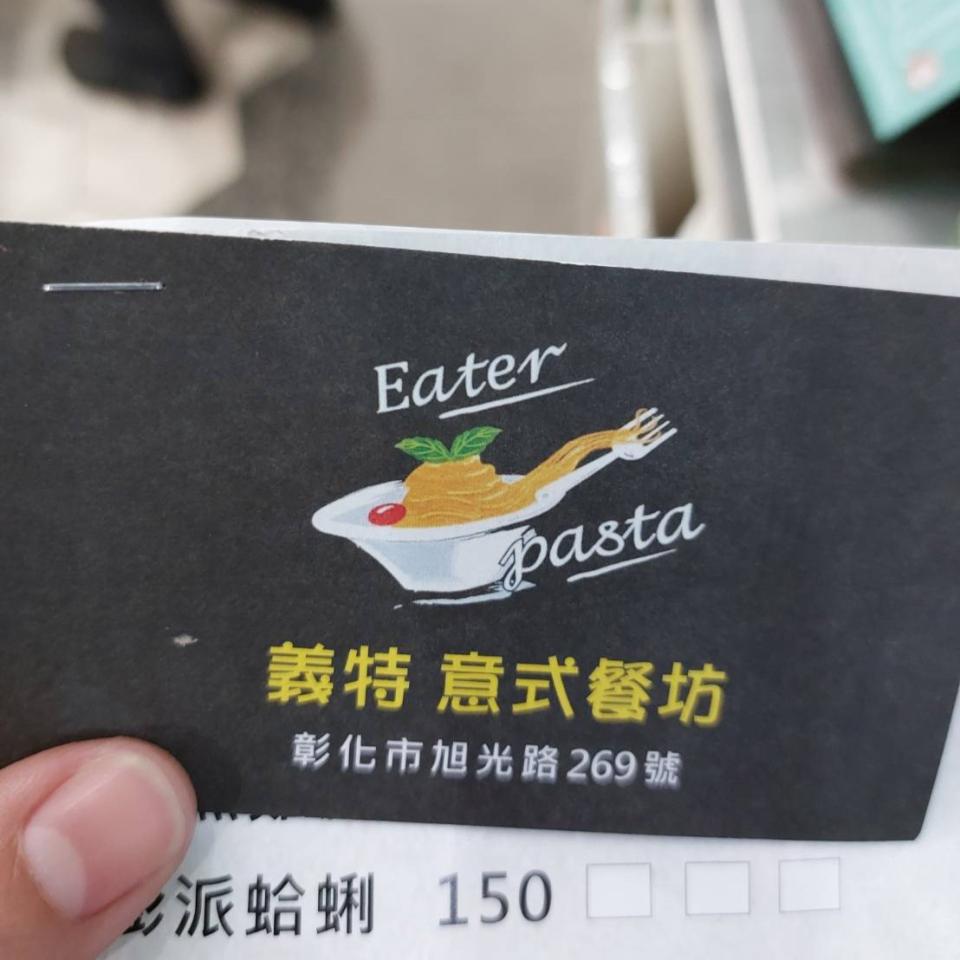 Eater
pasta
義特 意式餐坊
彰化市旭光路269號
澎派蛤蜊 150